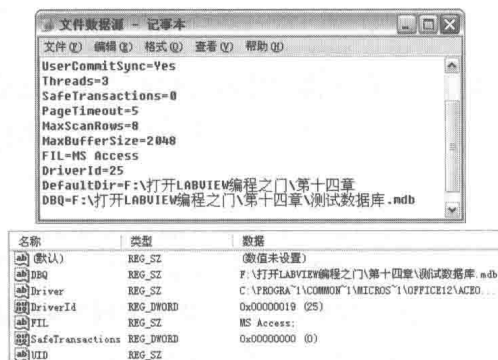 文件数据源 - 记事本
文件(F) 编辑(E) 格式(O) 查看(V) 帮助(H)
UserCommitSync=Yes
Threads=3
SafeTransactions=0
PageTimeout=5
MaxScanRows=8
MaxBufferSize=2048
FIL=MS Access
DriverId=25
DefaultDir=F:\打开LABVIEW编程之门\第十四章
DBQ=F:\打开LABVIEW编程之门\第十四章\测试数据库.mdb
名称 类型 数据
(默认) REG_SZ (数值未设置)
DBQ REG_SZ F:\打开LABVIEW编程之门\第十四章\测试数据库.mdb
Driver REG_SZ C:\PROGRA~1\COMMON~1\MICROS~1\OFFICE12\ACEO...
DriverId REG_DWORD 0x00000019 (25)
FIL REG_SZ MS Access;
SafeTransactions REG_DWORD 0x00000000 (0)
UID REG_SZ